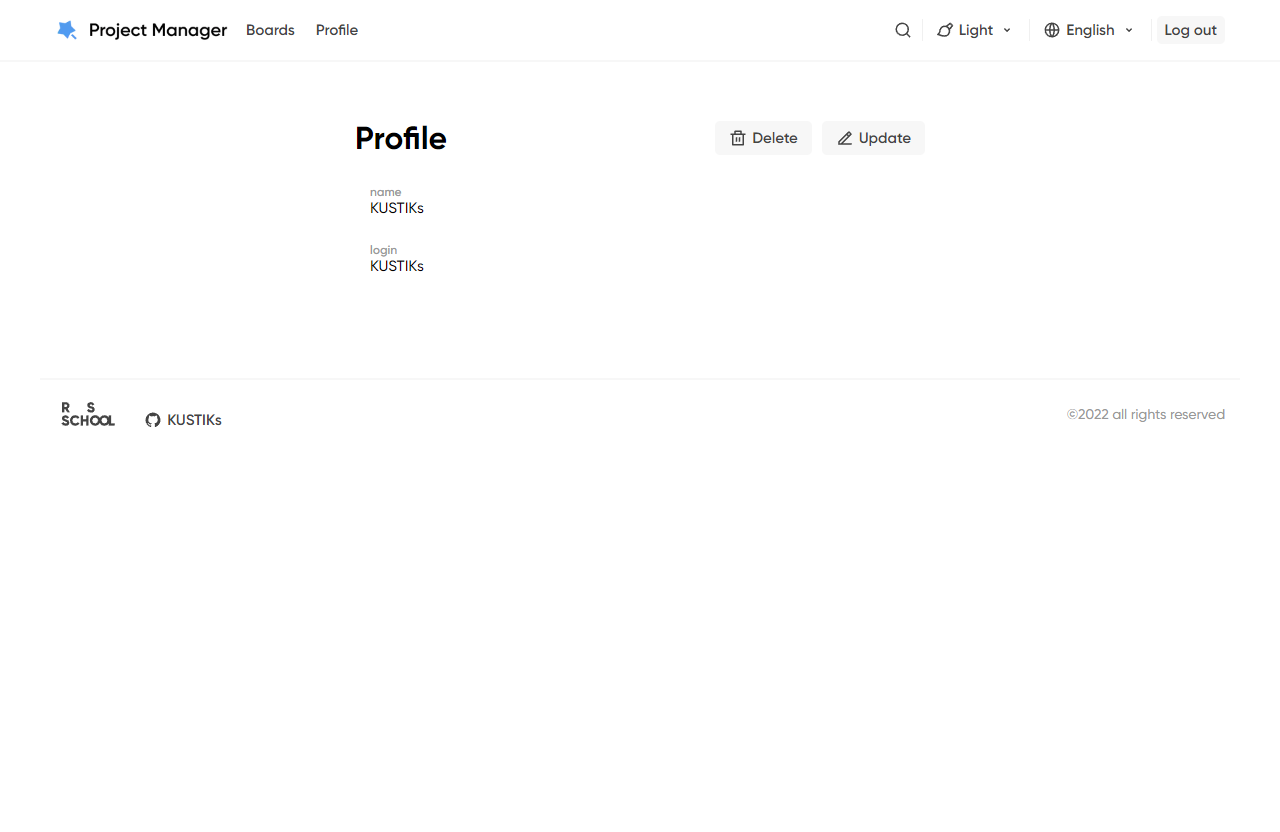 Project Manager Boards Profile Light English Log out
Profile Delete Update
name
KUSTIKs
login
KUSTIKs
R S
SCHOOL KUSTIKs ©2022 all rights reserved